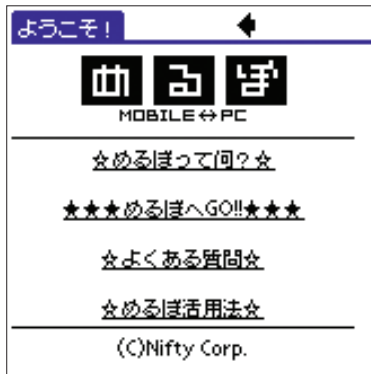 ようこそ！
めるぽ
MOBILE⇔PC
☆めるぽって何？☆
★★★めるぽへGO!!★★★
☆よくある質問☆
☆めるぽ活用法☆
(C)Nifty Corp.